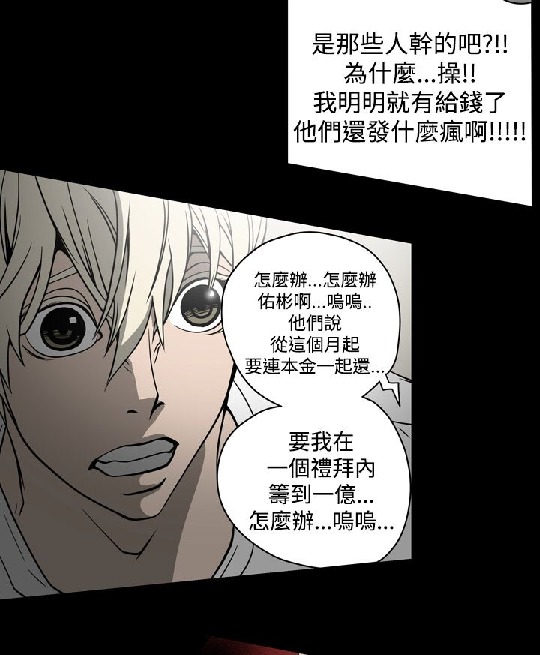 是那些人幹的吧?!!
為什麼...操!!
我明明就有給錢了
他們還發什麼瘋啊!!!!!
怎麼辦...怎麼辦
佑彬啊...嗚嗚..
他們說
從這個月起
要連本金一起還...
要我在
一個禮拜內
籌到一億...
怎麼辦...嗚嗚...